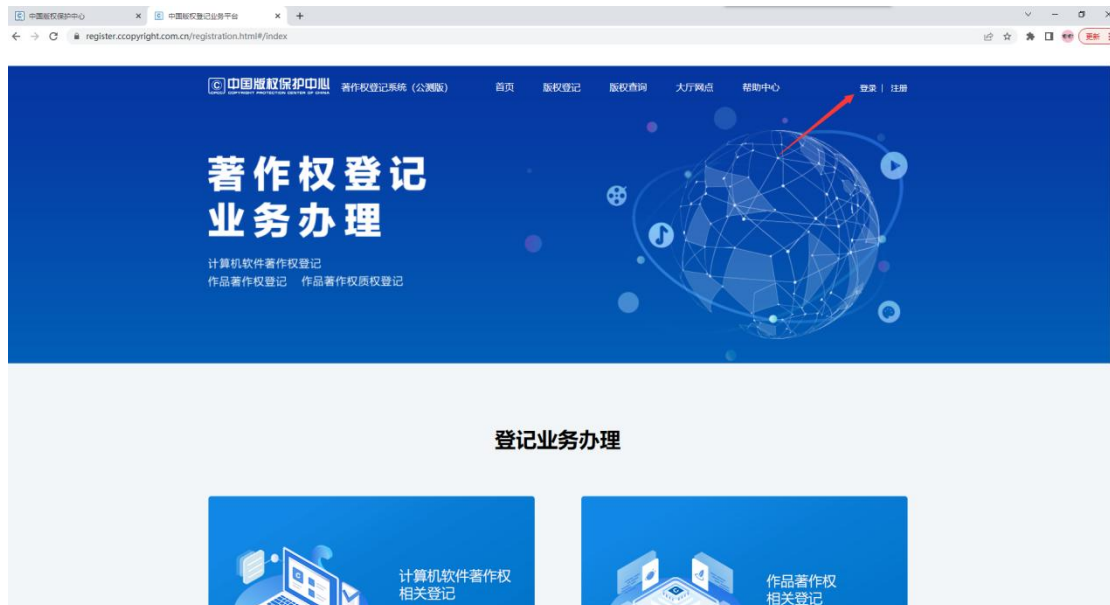 中国版权保护中心
中国版权登记业务平台
register.ccopyright.com.cn/registration.html#/index
更新
中国版权保护中心 著作权登记系统（公测版） 首页 版权登记 版权查询 大厅网点 帮助中心 登录 | 注册
著作权登记
业务办理
计算机软件著作权登记
作品著作权登记 作品著作权质权登记
登记业务办理
计算机软件著作权
相关登记
作品著作权
相关登记